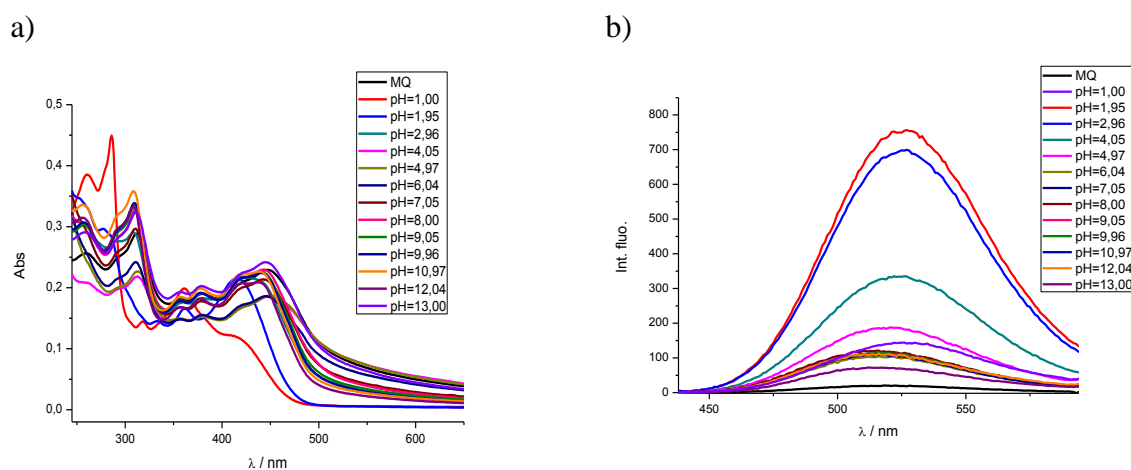 a)
MQ
pH=1,00
pH=1,95
pH=2,96
pH=4,05
pH=4,97
pH=6,04
pH=7,05
pH=8,00
pH=9,05
pH=9,96
pH=10,97
pH=12,04
pH=13,00
0,5
0,4
0,3
0,2
0,1
0,0
Abs
300 400 500 600
λ / nm
b)
MQ
pH=1,00
pH=1,95
pH=2,96
pH=4,05
pH=4,97
pH=6,04
pH=7,05
pH=8,00
pH=9,05
pH=9,96
pH=10,97
pH=12,04
pH=13,00
800
700
600
500
400
300
200
100
0
Int. fluo.
450 500 550
λ / nm